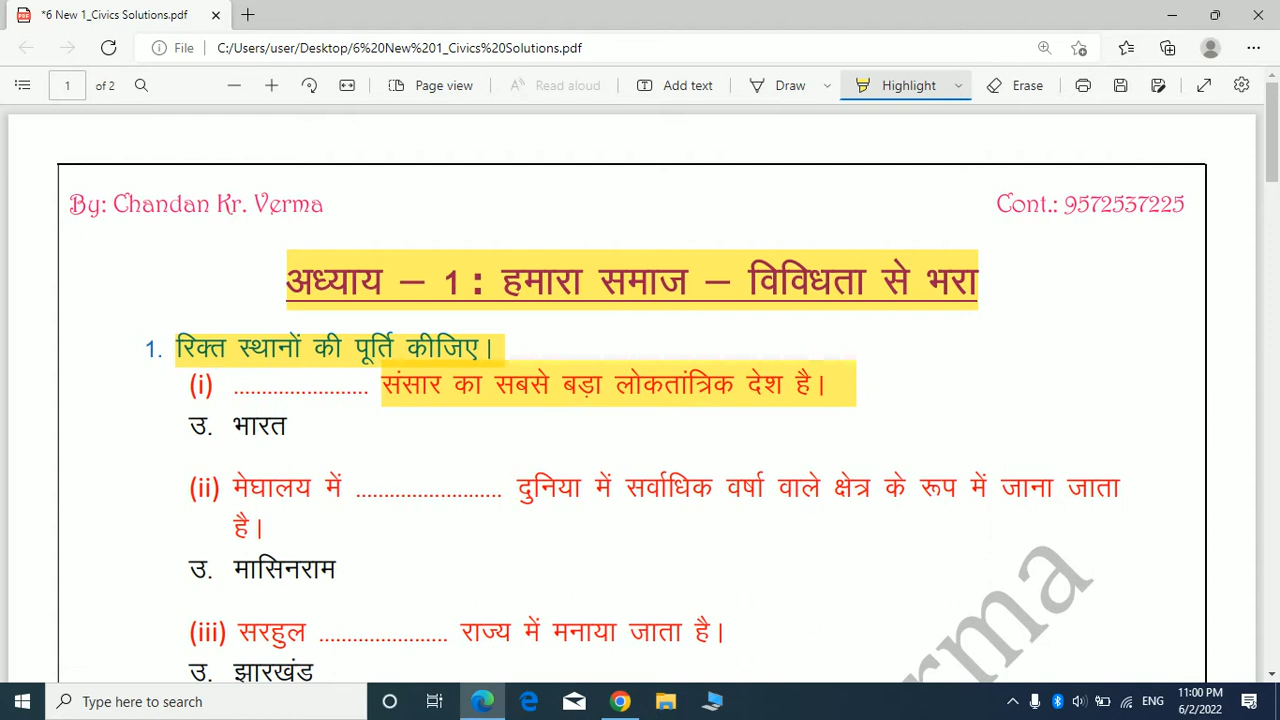 *6 New 1_Civics Solutions.pdf
File C:/Users/user/Desktop/6%20New%201_Civics%20Solutions.pdf
1 of 2 Page view Read aloud Add text Draw Highlight Erase
By: Chandan Kr. Verma Cont.: 9572537225
अध्याय – 1 : हमारा समाज – विविधता से भरा
1. रिक्त स्थानों की पूर्ति कीजिए।
(i) ........................ संसार का सबसे बड़ा लोकतांत्रिक देश है।
उ. भारत
(ii) मेघालय में .......................... दुनिया में सर्वाधिक वर्षा वाले क्षेत्र के रूप में जाना जाता
है।
उ. मासिनराम
(iii) सरहुल ....................... राज्य में मनाया जाता है।
उ. झारखंड
Type here to search ENG 11:00 PM
6/2/2022